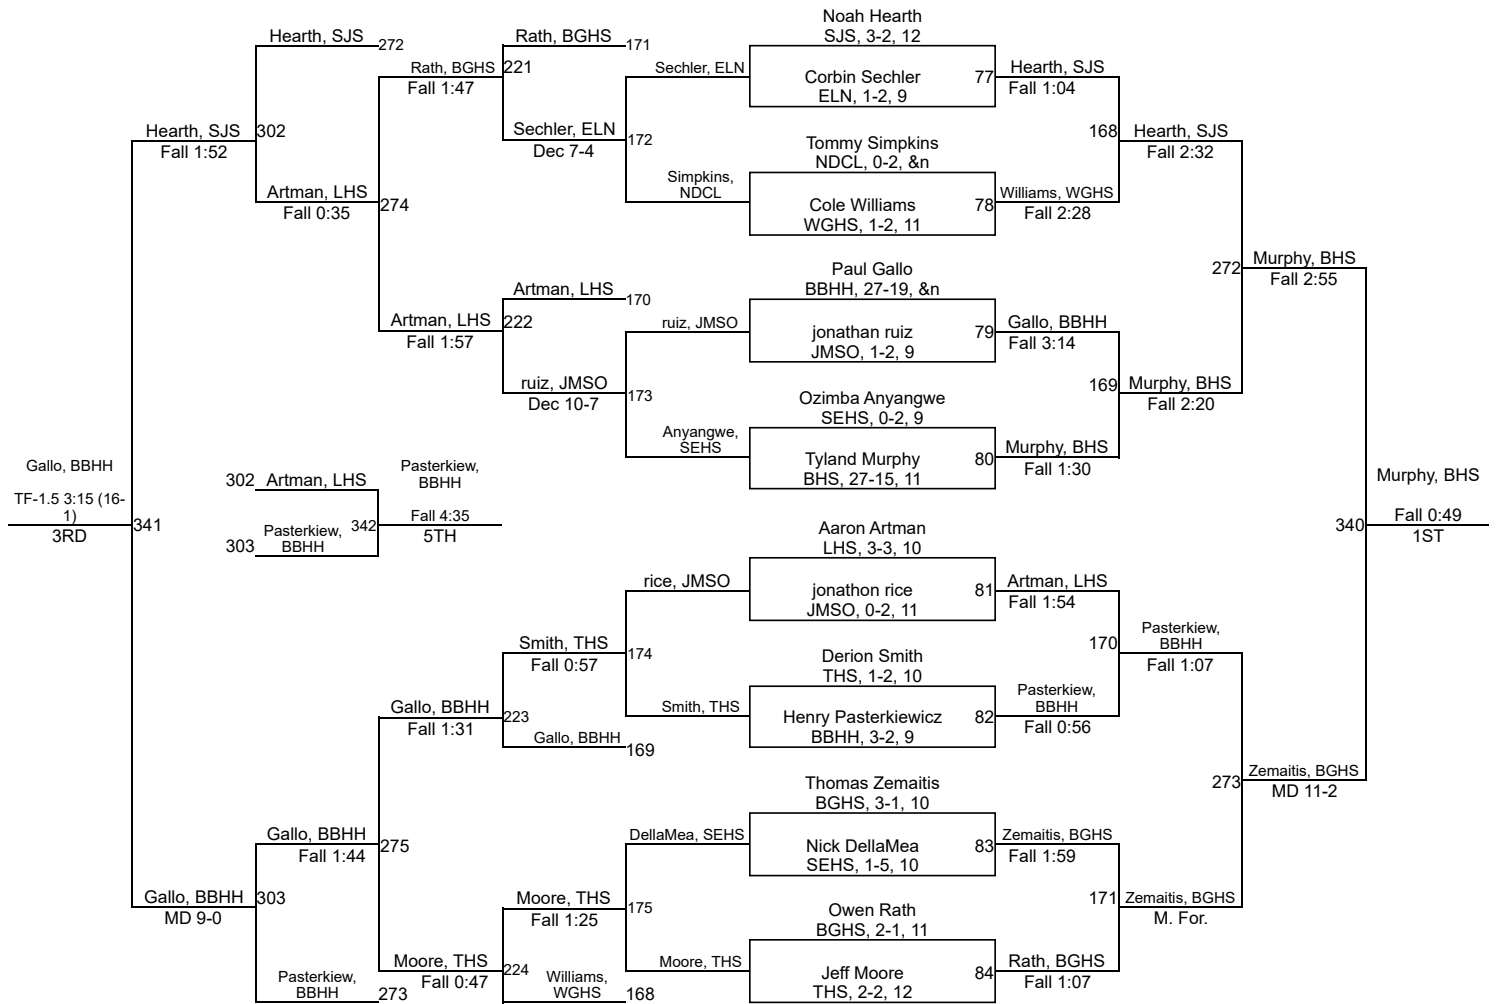 Noah Hearth
SJS, 3-2, 12
Hearth, SJS
272
Rath, BGHS
171
Rath, BGHS
221
Fall 1:47
Sechler, ELN
Corbin Sechler
77
ELN, 1-2, 9
Hearth, SJS
Fall 1:04
Hearth, SJS
302
Fall 1:52
Sechler, ELN
172
Dec 7-4
Tommy Simpkins
NDCL, 0-2, &n
168
Hearth, SJS
Fall 2:32
Artman, LHS
274
Fall 0:35
Simpkins,
NDCL
Cole Williams
78
WGHS, 1-2, 11
Williams, WGHS
Fall 2:28
Paul Gallo
BBHH, 27-19, &n
272
Murphy, BHS
Fall 2:55
Artman, LHS
170
Artman, LHS
222
Fall 1:57
ruiz, JMSO
jonathan ruiz
79
JMSO, 1-2, 9
Gallo, BBHH
Fall 3:14
ruiz, JMSO
173
Dec 10-7
Ozimba Anyangwe
SEHS, 0-2, 9
169
Murphy, BHS
Fall 2:20
Anyangwe,
SEHS
Tyland Murphy
80
BHS, 27-15, 11
Murphy, BHS
Fall 1:30
Gallo, BBHH
TF-1.5 3:15 (16-
1)
341
3RD
302
Artman, LHS
303
Pasterkiew,
BBHH
342
Pasterkiew,
BBHH
Fall 4:35
5TH
Murphy, BHS
340
Fall 0:49
1ST
Aaron Artman
LHS, 3-3, 10
rice, JMSO
jonathon rice
81
JMSO, 0-2, 11
Artman, LHS
Fall 1:54
Smith, THS
174
Fall 0:57
Derion Smith
THS, 1-2, 10
170
Pasterkiew,
BBHH
Fall 1:07
Gallo, BBHH
223
Fall 1:31
Smith, THS
Henry Pasterkiewicz
82
BBHH, 3-2, 9
Pasterkiew,
BBHH
Fall 0:56
Gallo, BBHH
169
Thomas Zemaitis
BGHS, 3-1, 10
273
Zemaitis, BGHS
MD 11-2
Gallo, BBHH
275
Fall 1:44
DellaMea, SEHS
Nick DellaMea
83
SEHS, 1-5, 10
Zemaitis, BGHS
Fall 1:59
Gallo, BBHH
303
MD 9-0
Moore, THS
175
Fall 1:25
Owen Rath
BGHS, 2-1, 11
171
Zemaitis, BGHS
M. For.
Moore, THS
224
Fall 0:47
Moore, THS
Jeff Moore
84
THS, 2-2, 12
Rath, BGHS
Fall 1:07
Pasterkiew,
BBHH
273
Williams,
WGHS
168